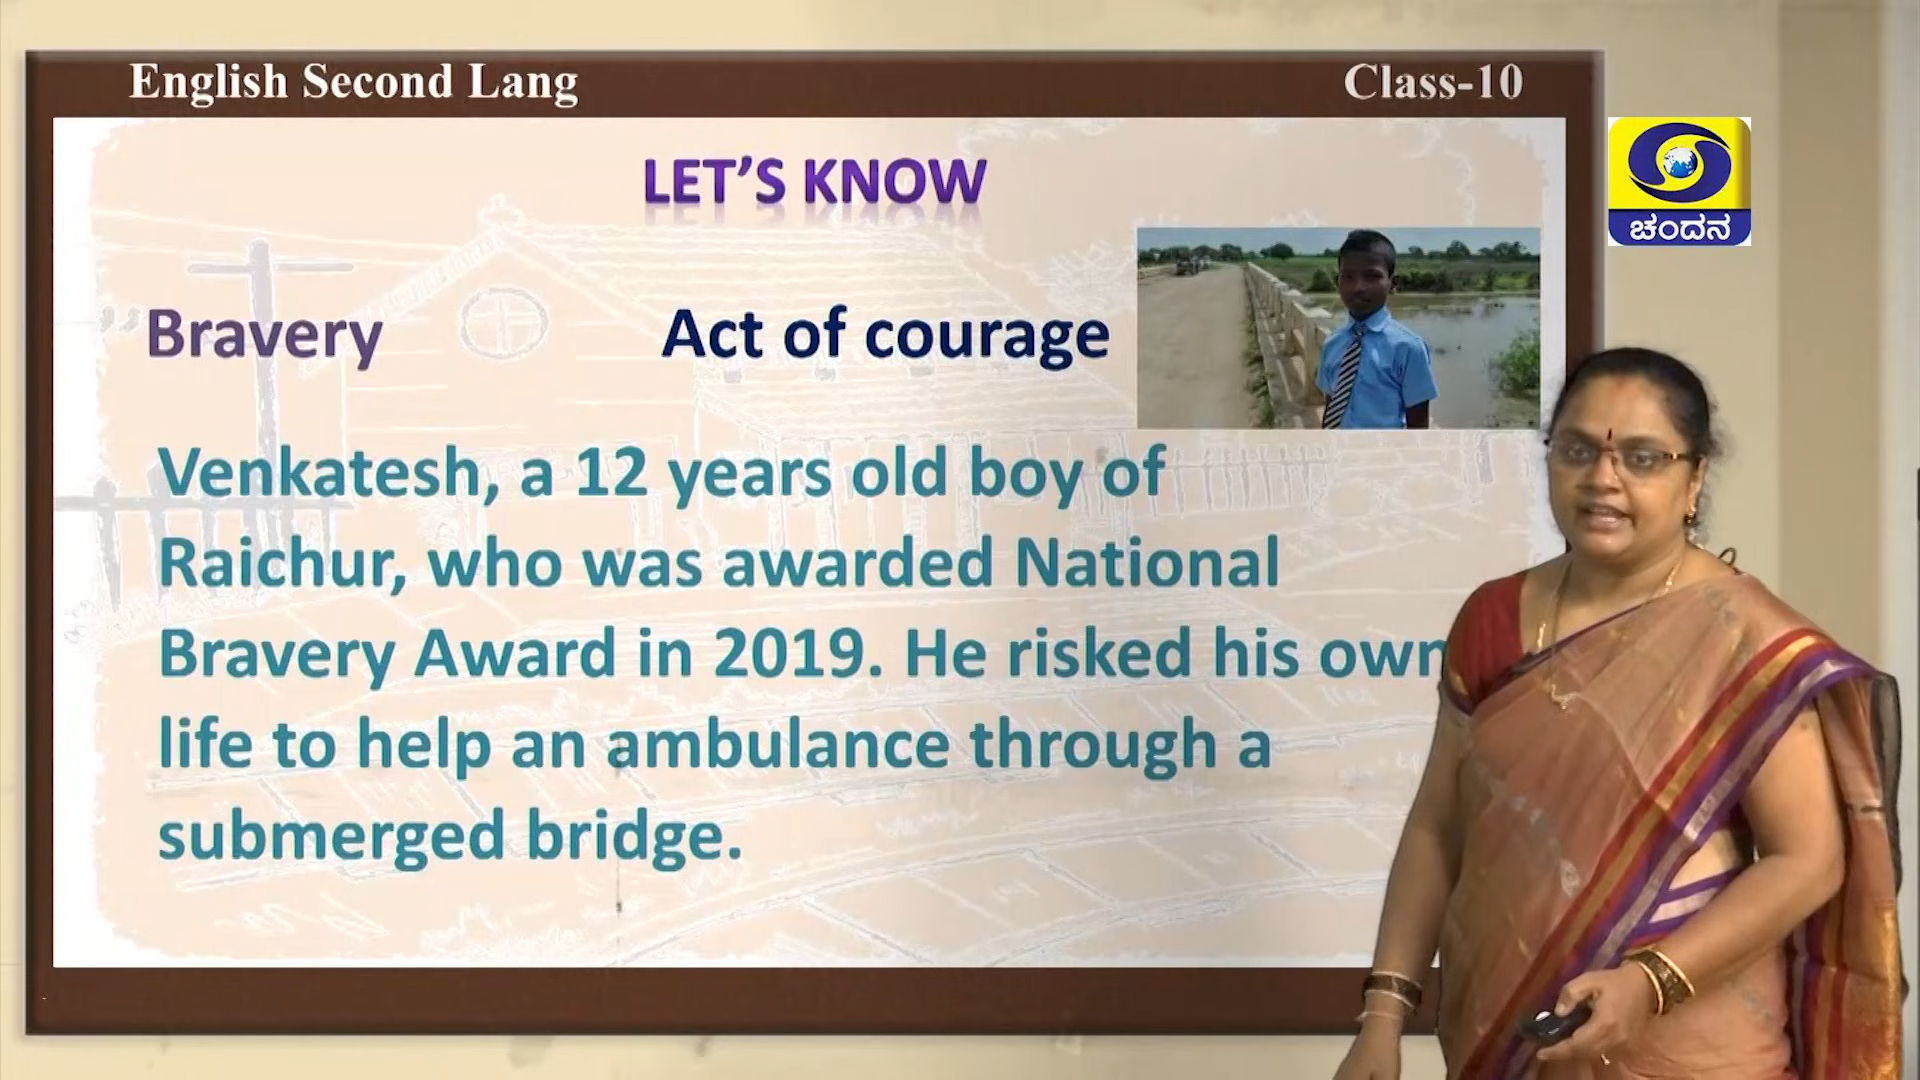 English Second Lang
Class-10
LET'S KNOW
ಚಂದನ
Bravery
Act of courage
Venkatesh, a 12 years old boy of
Raichur, who was awarded National
Bravery Award in 2019. He risked his own
life to help an ambulance through a
submerged bridge.